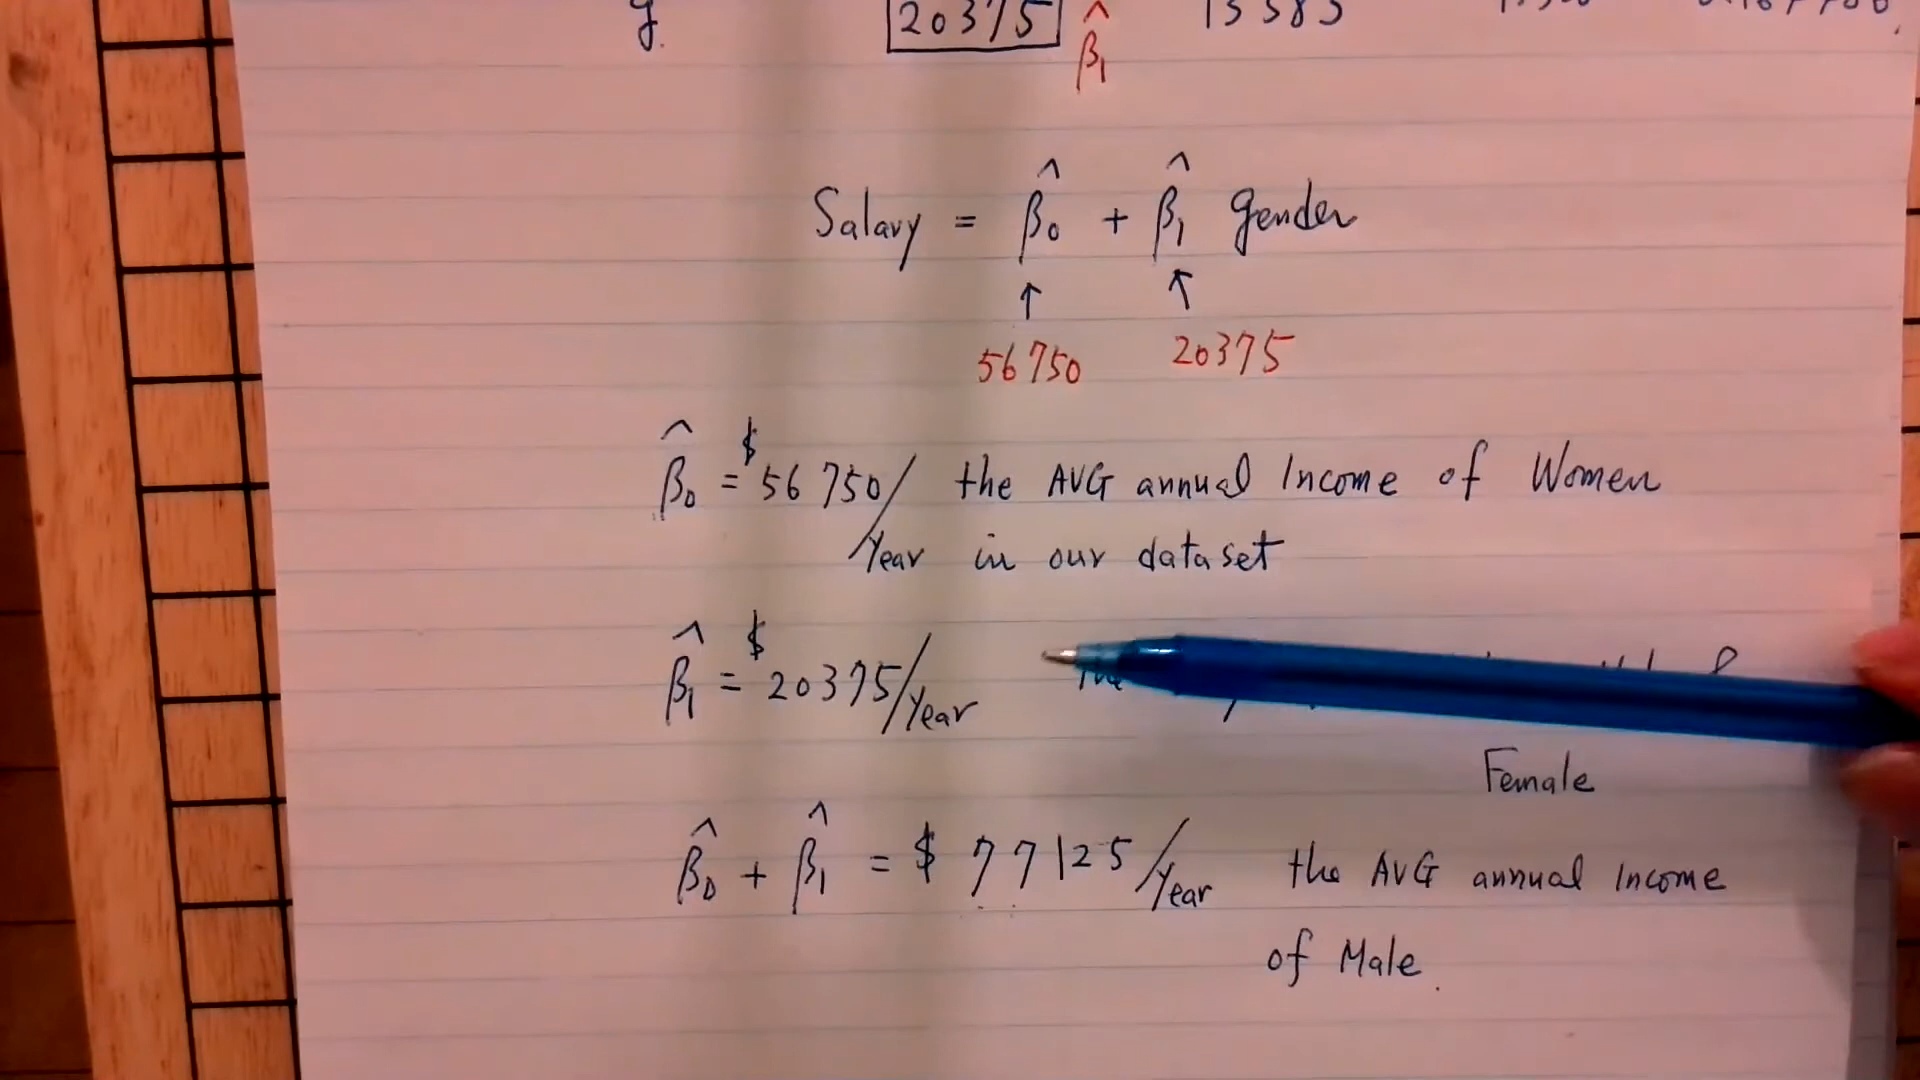 20375 β̂₁
Salary = β̂₀ + β̂₁ gender
↑ ↑
56750 20375
β̂₀ = $56750/Year the AVG annual Income of Women
in our dataset
β̂₁ = $20375/Year
Female
β̂₀ + β̂₁ = $77125/Year the AVG annual Income
of Male.